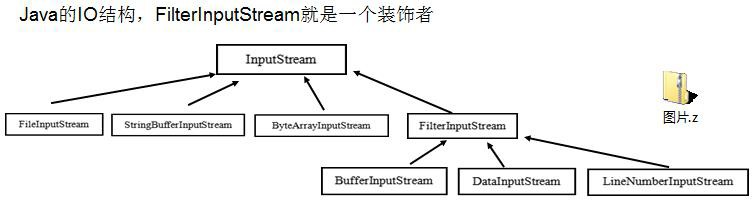 Java的IO结构，FilterInputStream就是一个装饰者
InputStream
图片.z
FileInputStream
StringBufferInputStream
ByteArrayInputStream
FilterInputStream
BufferInputStream
DataInputStream
LineNumberInputStream